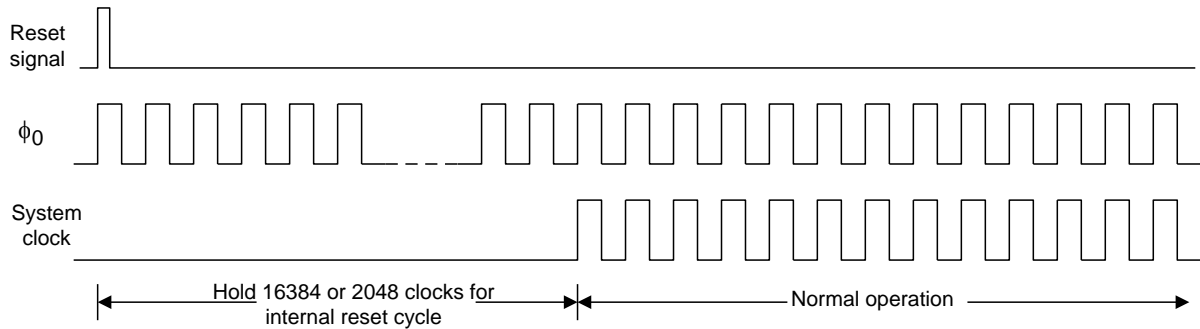 Reset
signal
ϕ0
System
clock
Hold 16384 or 2048 clocks for
internal reset cycle
Normal operation